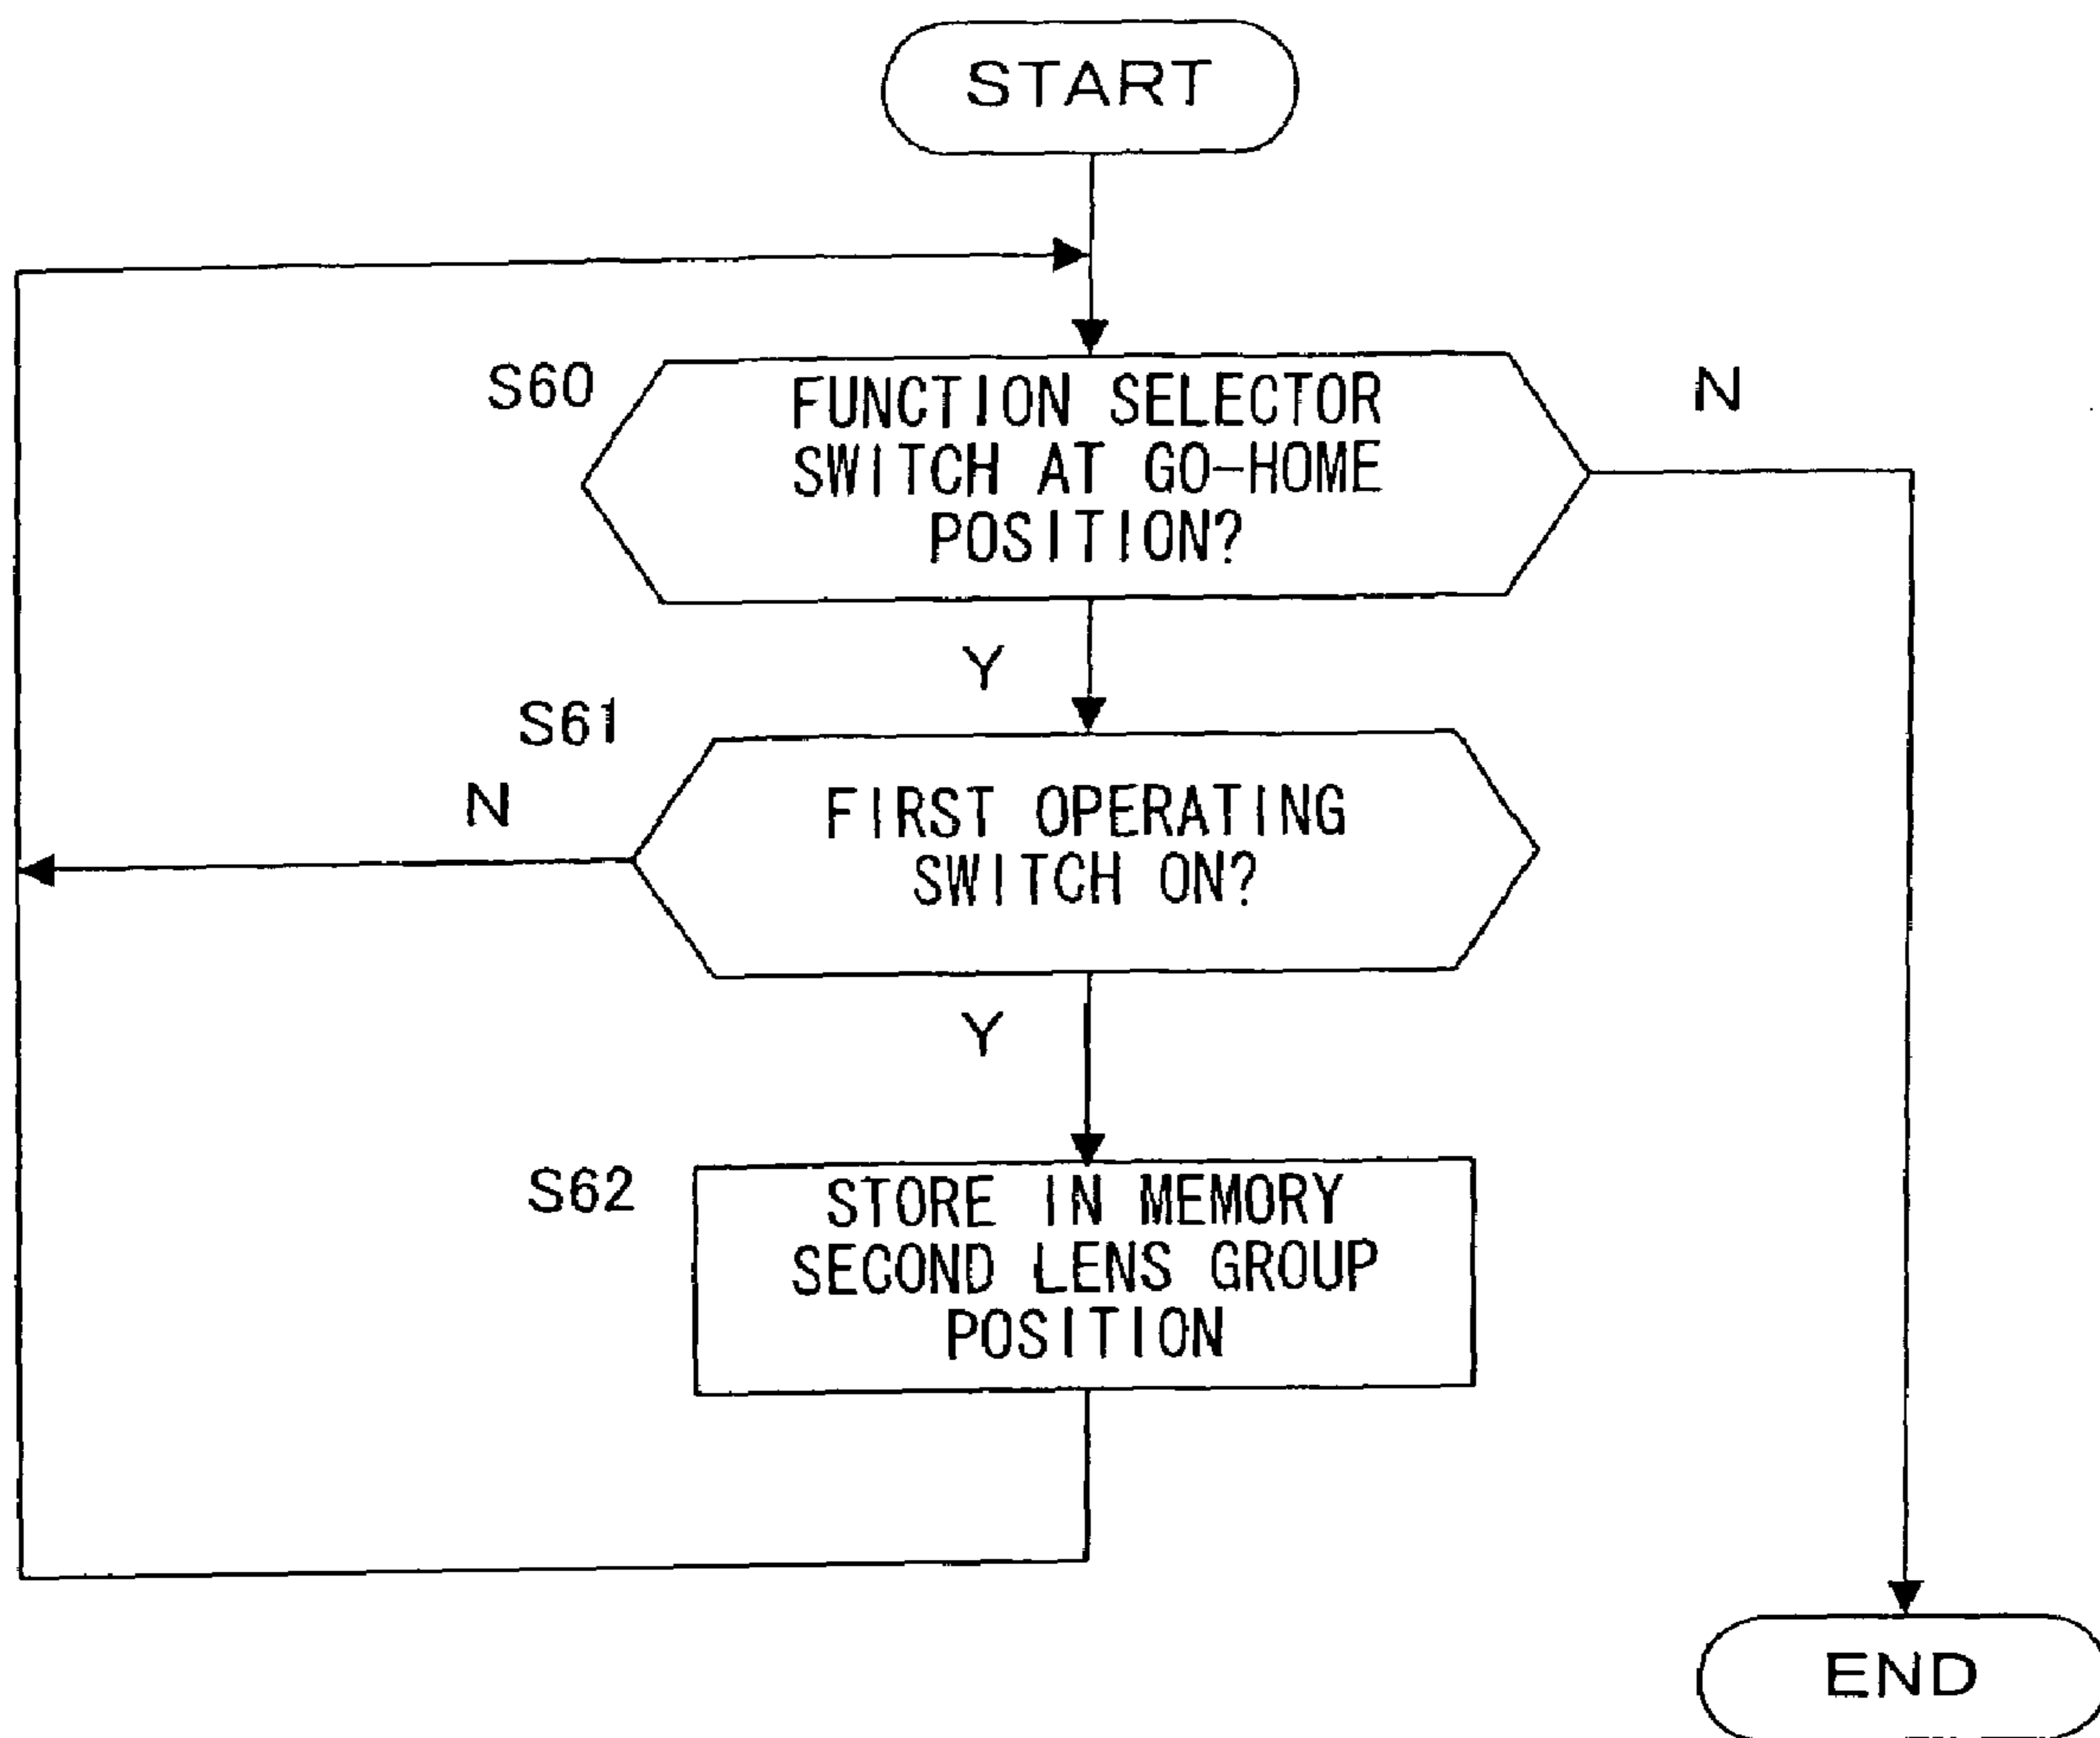 START
S60
FUNCTION SELECTOR
SWITCH AT GO-HOME
POSITION?
N
Y
S61
N
FIRST OPERATING
SWITCH ON?
Y
S62
STORE IN MEMORY
SECOND LENS GROUP
POSITION
END